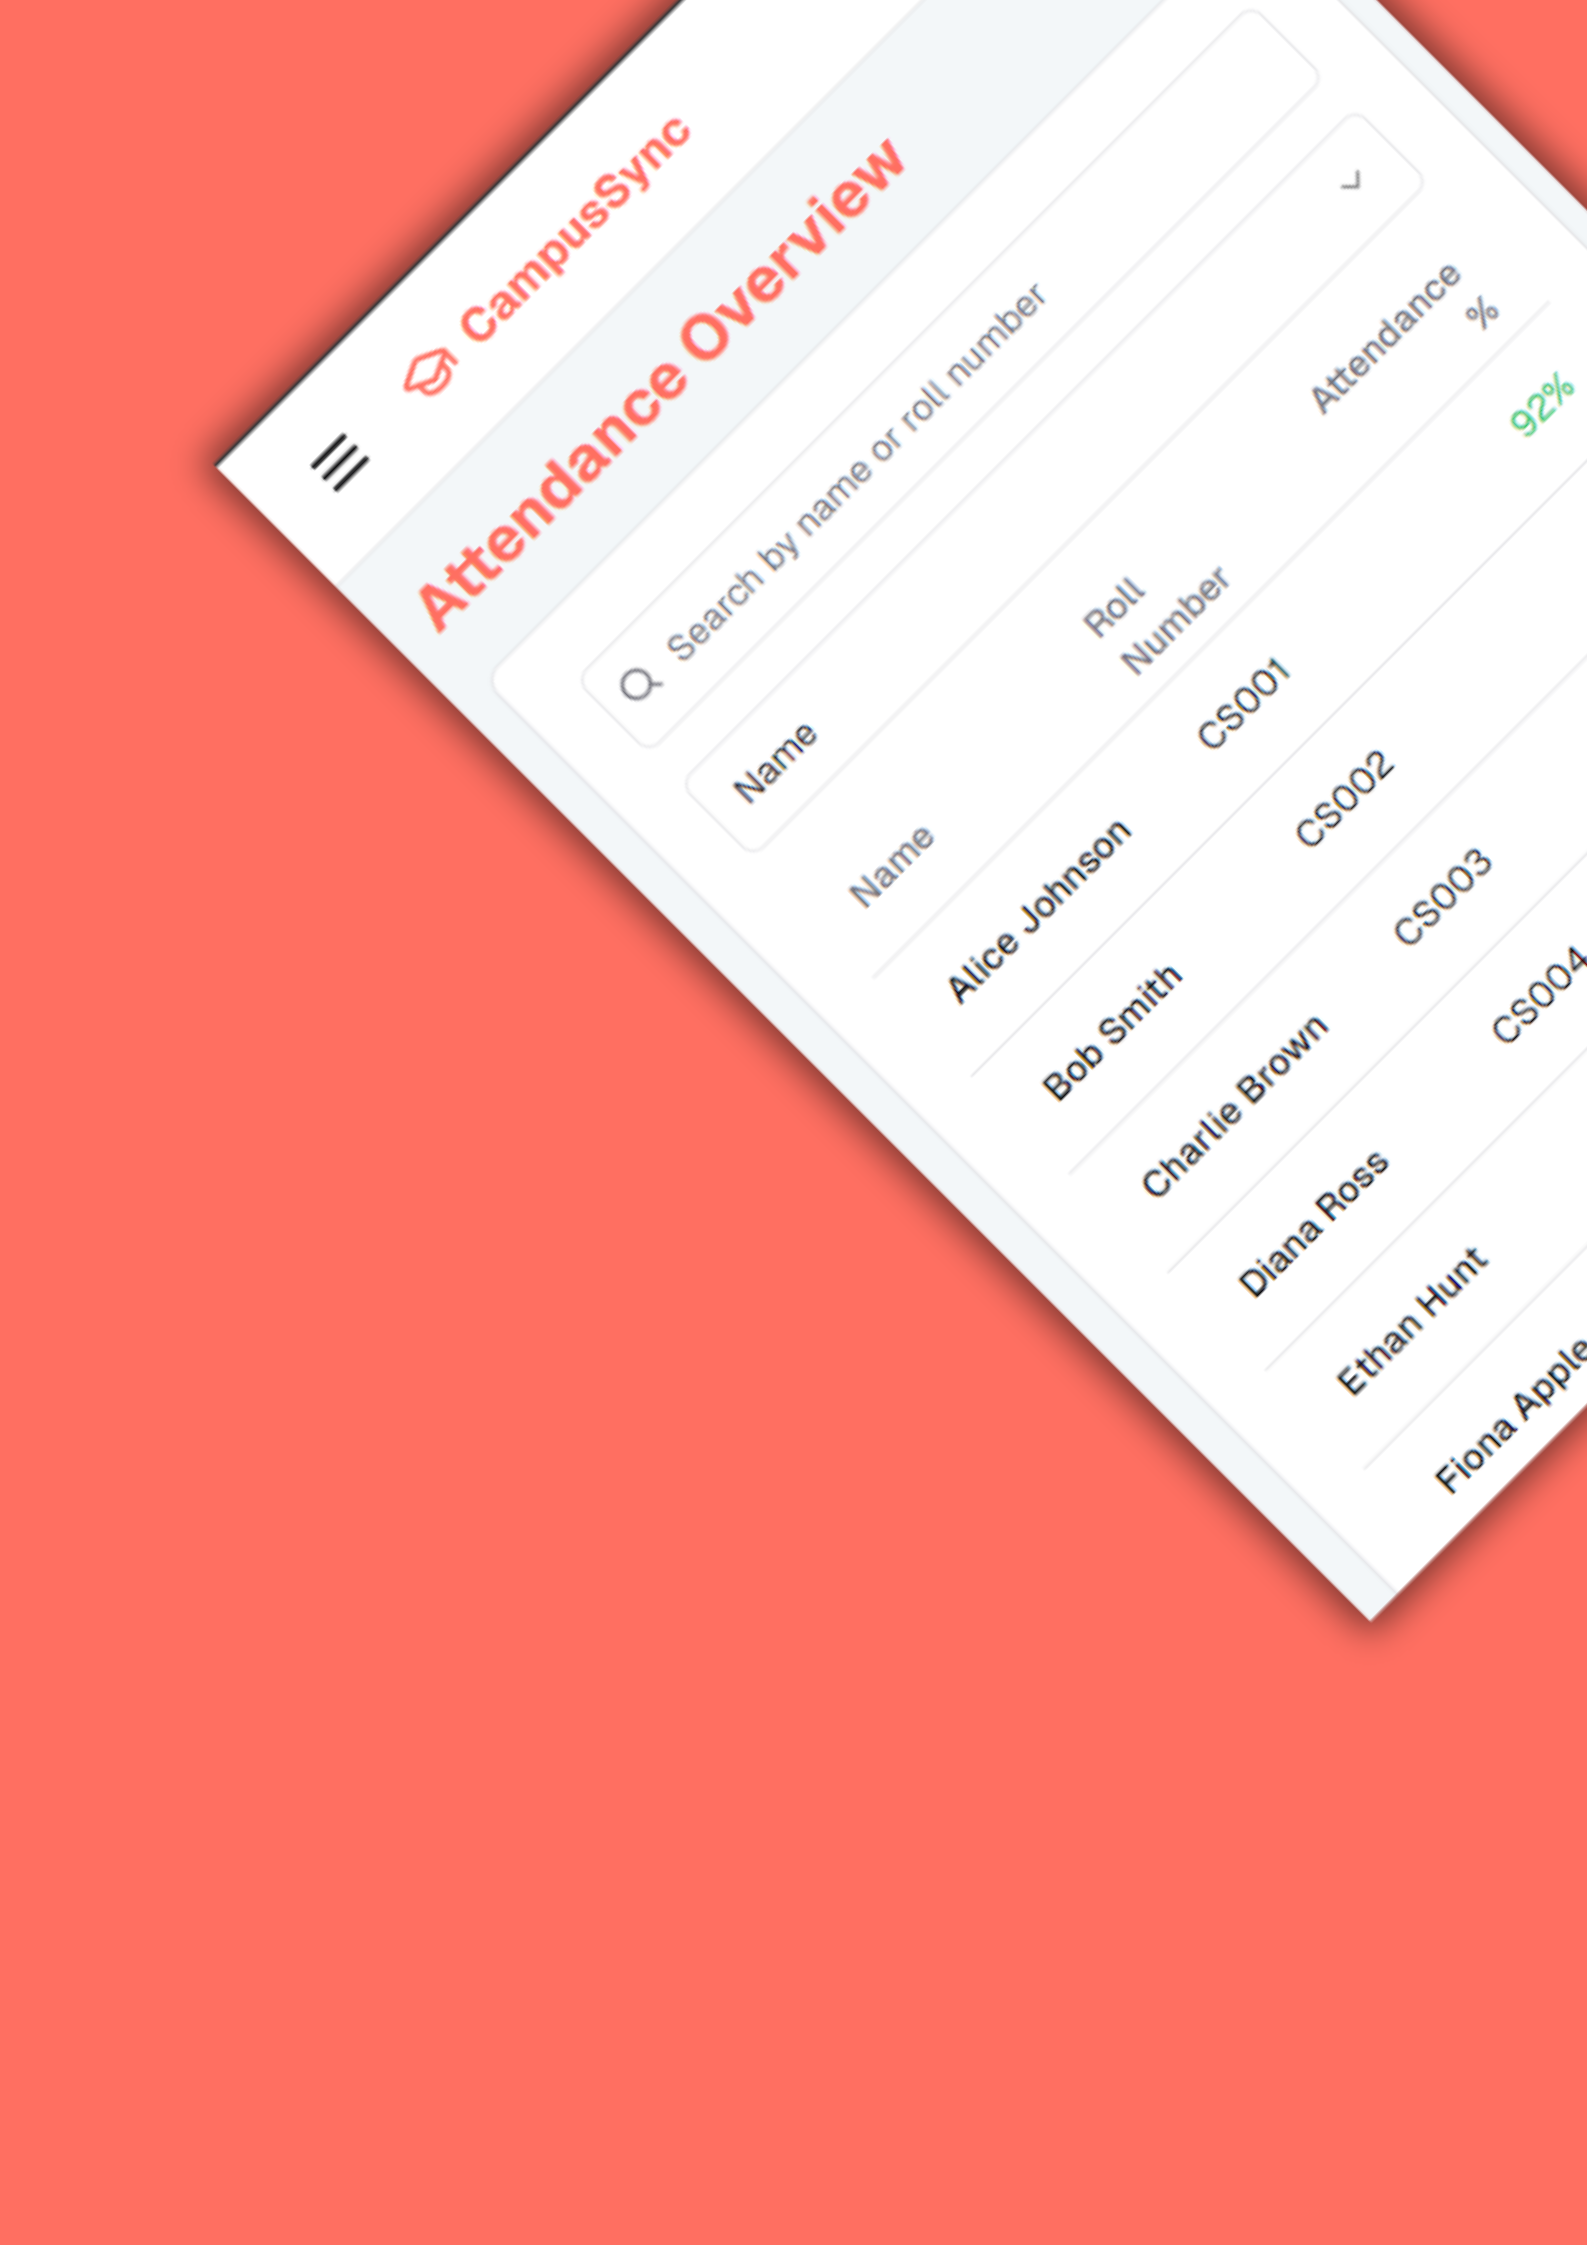 CampusSync
Attendance Overview
Search by name or roll number
Name
Name
Roll
Number
Attendance
%
Alice Johnson
CS001
92%
Bob Smith
CS002
Charlie Brown
CS003
Diana Ross
CS004
Ethan Hunt
Fiona Apple